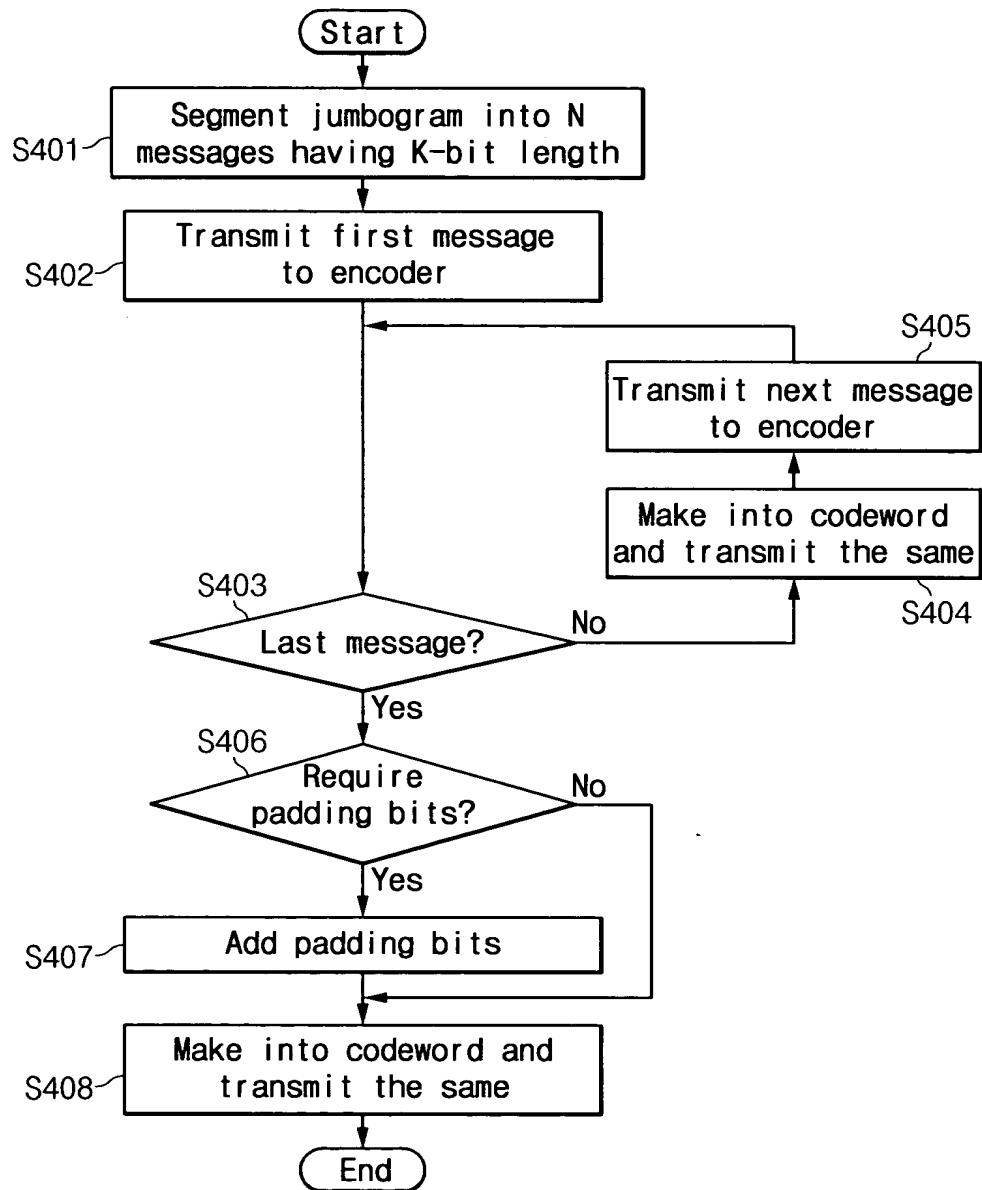 Start
S401
Segment jumbogram into N
messages having K-bit length
S402
Transmit first message
to encoder
S405
Transmit next message
to encoder
Make into codeword
and transmit the same
S404
S403
Last message?
No
Yes
S406
Require
padding bits?
No
Yes
S407
Add padding bits
S408
Make into codeword and
transmit the same
End